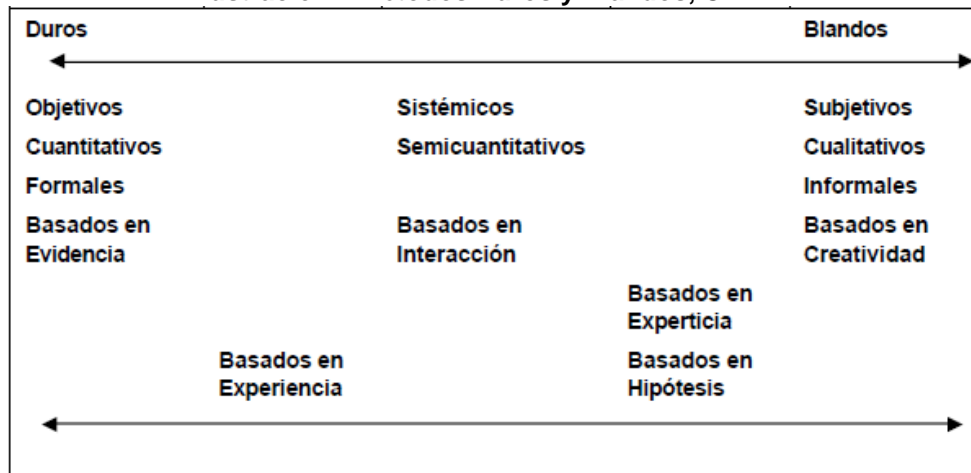 Duros Blandos
Objetivos Sistémicos Subjetivos
Cuantitativos Semicuantitativos Cualitativos
Formales Informales
Basados en Basados en Basados en
Evidencia Interacción Creatividad
Basados en
Experticia
Basados en Basados en
Experiencia Hipótesis